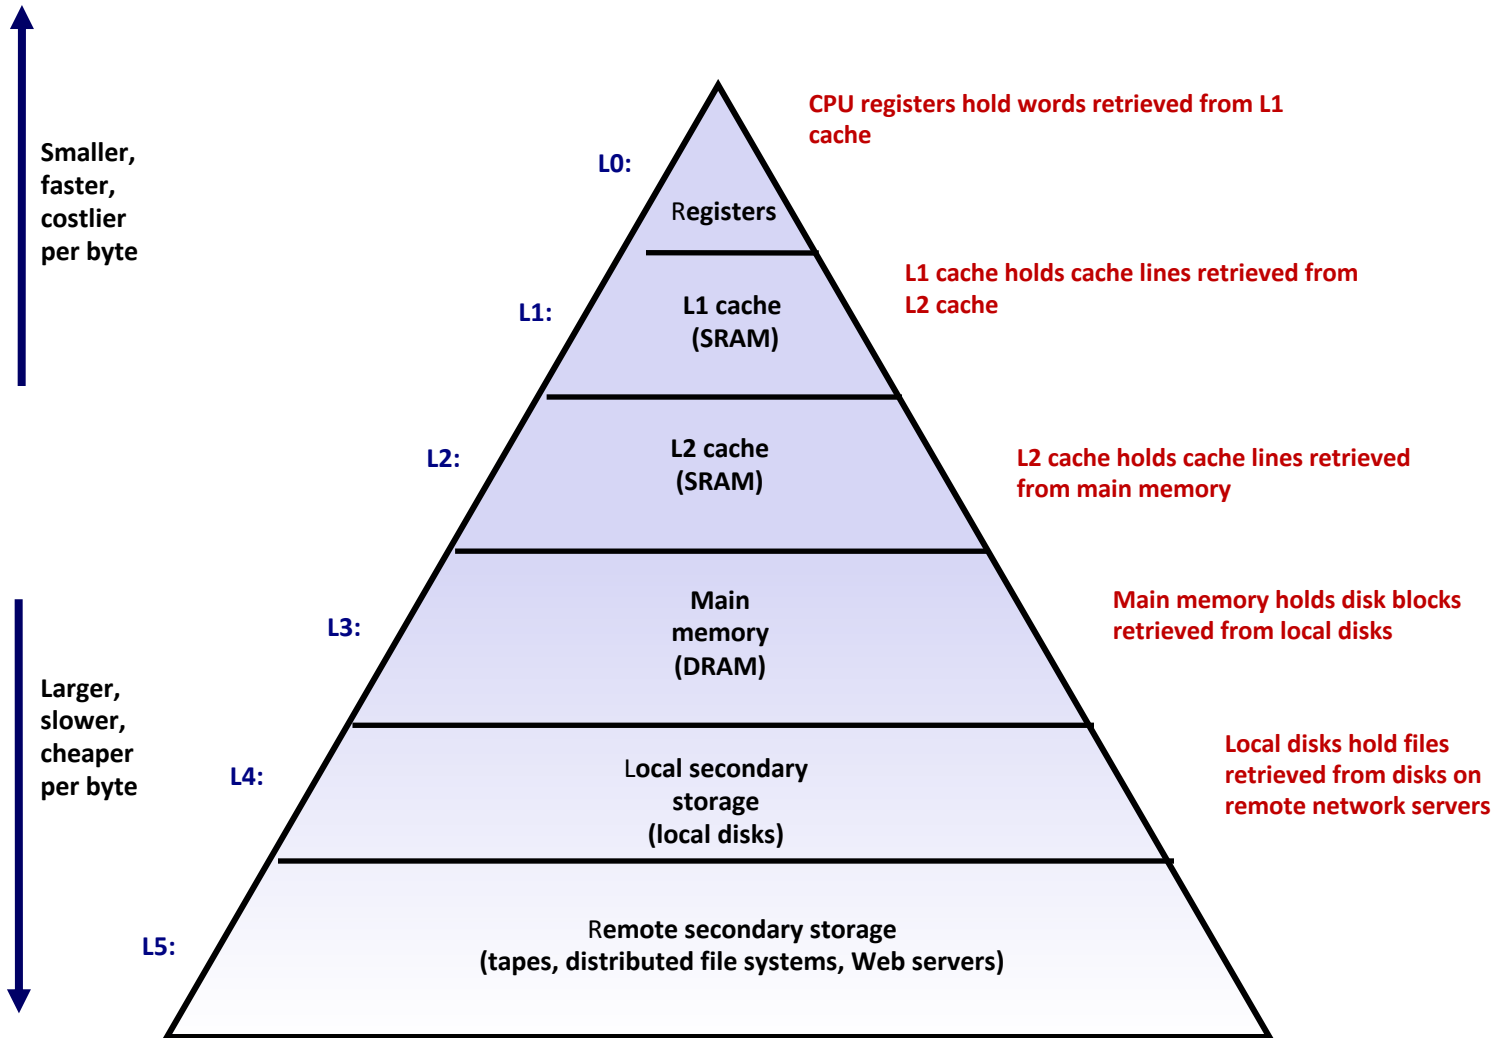 Smaller,
faster,
costlier
per byte
Larger,
slower,
cheaper
per byte
L0:
Registers
CPU registers hold words retrieved from L1
cache
L1:
L1 cache
(SRAM)
L1 cache holds cache lines retrieved from
L2 cache
L2:
L2 cache
(SRAM)
L2 cache holds cache lines retrieved
from main memory
L3:
Main
memory
(DRAM)
Main memory holds disk blocks
retrieved from local disks
L4:
Local secondary
storage
(local disks)
Local disks hold files
retrieved from disks on
remote network servers
L5:
Remote secondary storage
(tapes, distributed file systems, Web servers)